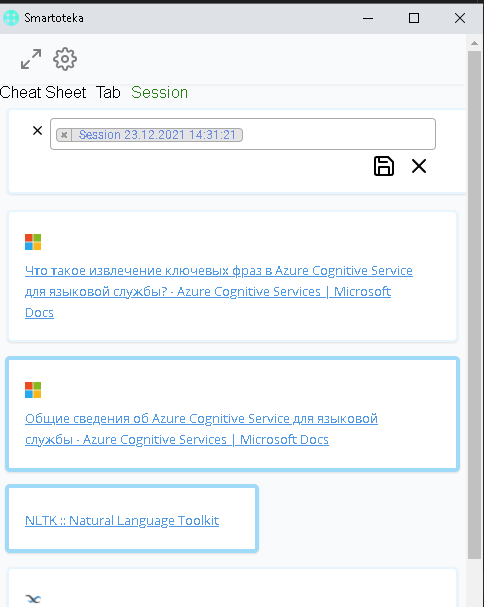 Smartoteka
Cheat Sheet Tab Session
× × Session 23.12.2021 14:31:21
Что такое извлечение ключевых фраз в Azure Cognitive Service
для языковой службы? - Azure Cognitive Services | Microsoft
Docs
Общие сведения об Azure Cognitive Service для языковой
службы - Azure Cognitive Services | Microsoft Docs
NLTK :: Natural Language Toolkit